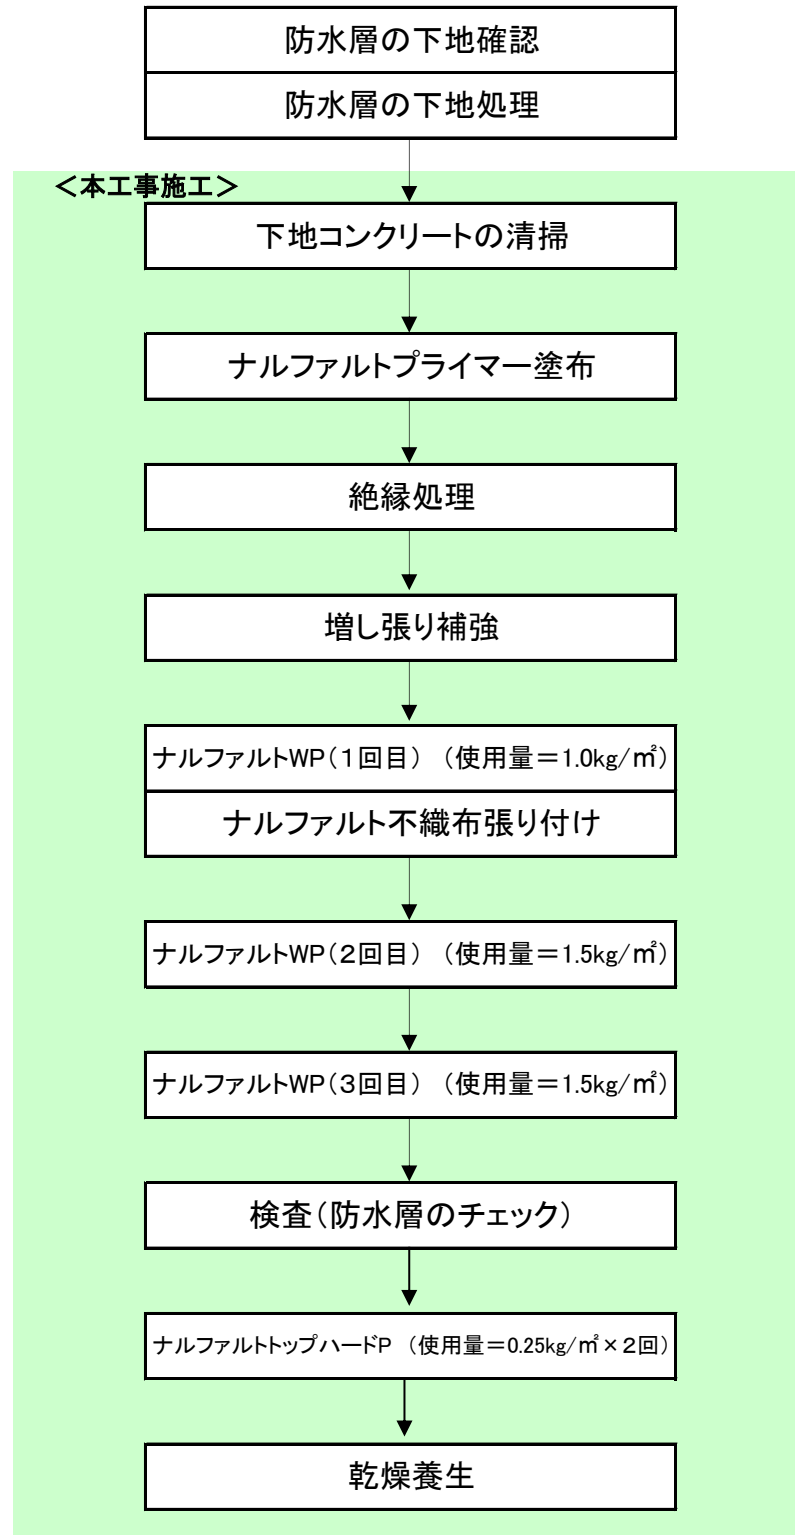 防水層の下地確認
防水層の下地処理
＜本工事施工＞
下地コンクリートの清掃
ナルファルトプライマー塗布
絶縁処理
増し張り補強
ナルファルトWP（１回目）　（使用量＝1.0kg/㎡）
ナルファルト不織布張り付け
ナルファルトWP（２回目）　（使用量＝1.5kg/㎡）
ナルファルトWP（３回目）　（使用量＝1.5kg/㎡）
検査（防水層のチェック）
ナルファルトトップハードP　（使用量＝0.25kg/㎡×２回）
乾燥養生